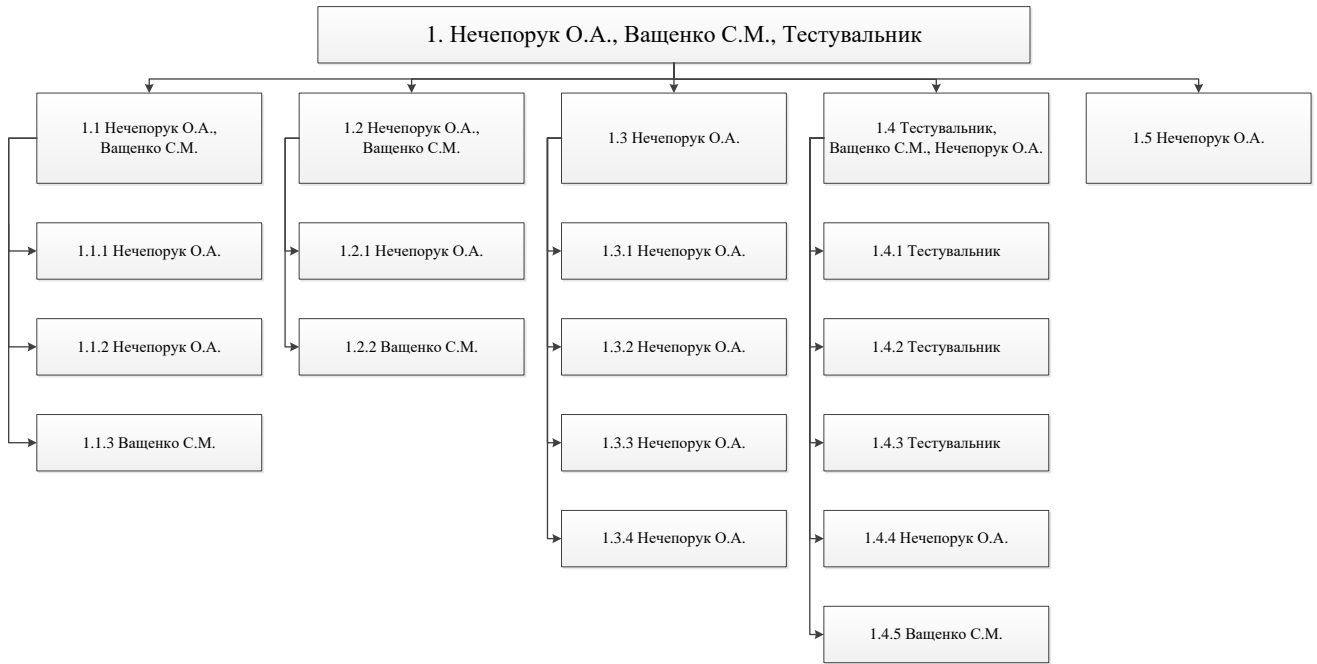 1. Нечепорук О.А., Ващенко С.М., Тестувальник
1.1 Нечепорук О.А.,
Ващенко С.М.
1.2 Нечепорук О.А.,
Ващенко С.М.
1.3 Нечепорук О.А.
1.4 Тестувальник,
Ващенко С.М., Нечепорук О.А.
1.5 Нечепорук О.А.
1.1.1 Нечепорук О.А.
1.2.1 Нечепорук О.А.
1.3.1 Нечепорук О.А.
1.4.1 Тестувальник
1.1.2 Нечепорук О.А.
1.2.2 Ващенко С.М.
1.3.2 Нечепорук О.А.
1.4.2 Тестувальник
1.1.3 Ващенко С.М.
1.3.3 Нечепорук О.А.
1.4.3 Тестувальник
1.3.4 Нечепорук О.А.
1.4.4 Нечепорук О.А.
1.4.5 Ващенко С.М.